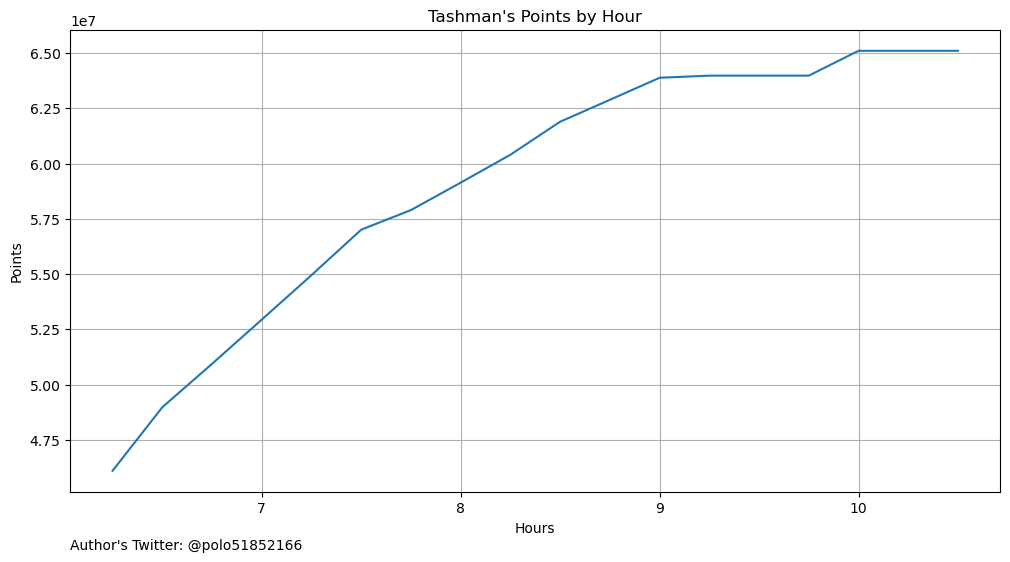 Tashman's Points by Hour
1e7
6.50
6.25
6.00
5.75
5.50
5.25
5.00
4.75
Points
7 8 9 10
Hours
Author's Twitter: @polo51852166